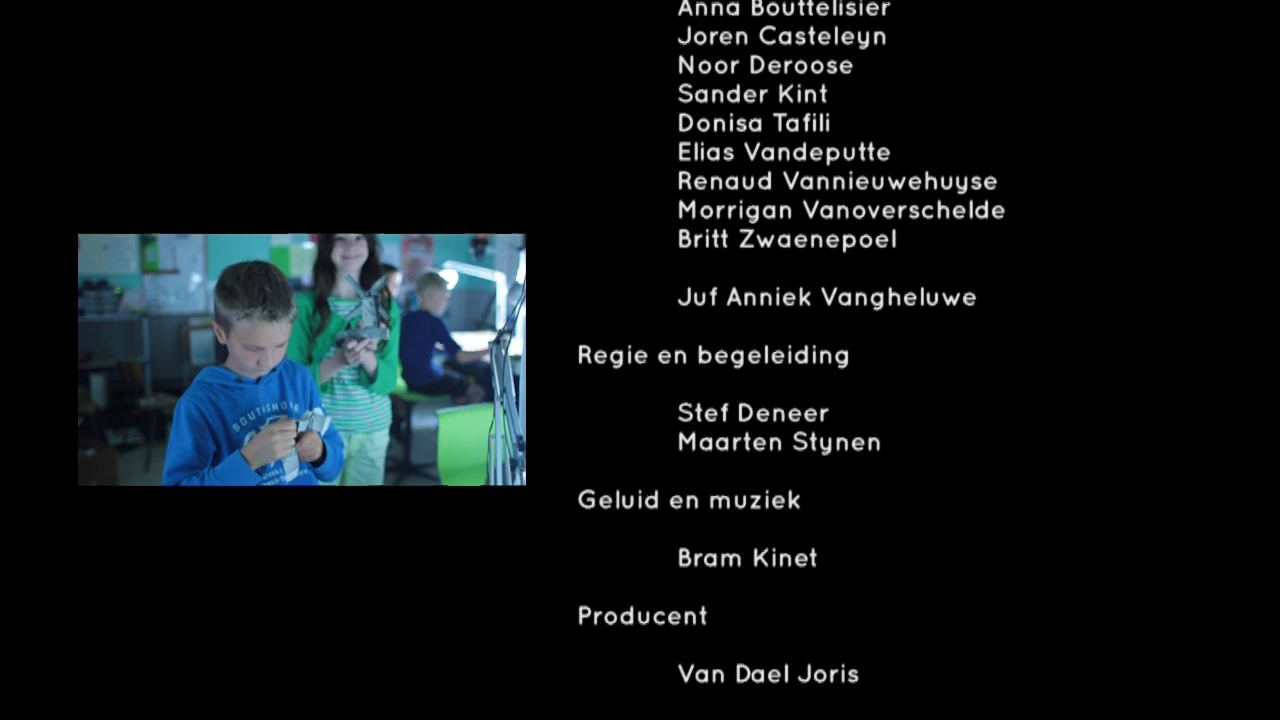 Anna Bouttelisier
Joren Casteleyn
Noor Deroose
Sander Kint
Donisa Tafili
Elias Vandeputte
Renaud Vannieuwehuyse
Morrigan Vanoverschelde
Britt Zwaenepoel
Juf Anniek Vangheluwe
Regie en begeleiding
Stef Deneer
Maarten Stynen
Geluid en muziek
Bram Kinet
Producent
Van Dael Joris